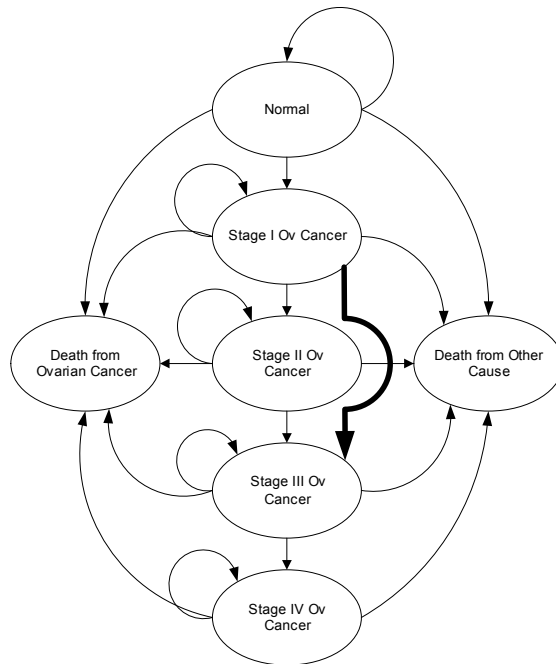 Normal
Stage I Ov Cancer
Death from
Ovarian Cancer
Stage II Ov
Cancer
Death from Other
Cause
Stage III Ov
Cancer
Stage IV Ov
Cancer